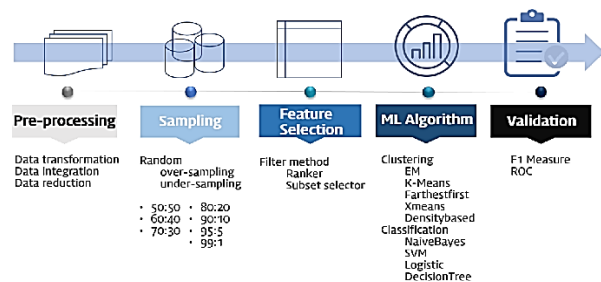 Pre-processing
Data transformation
Data Integration
Data reduction
Sampling
Random
over-sampling
under-sampling
• 50:50 • 80:20
• 60:40 • 90:10
• 70:30 • 95:5
• 99:1
Feature
Selection
Filter method
Ranker
Subset selector
ML Algorithm
Clustering
EM
K-Means
Farthestfirst
Xmeans
Densitybased
Classification
NaiveBayes
SVM
Logistic
DecisionTree
Validation
F1 Measure
ROC